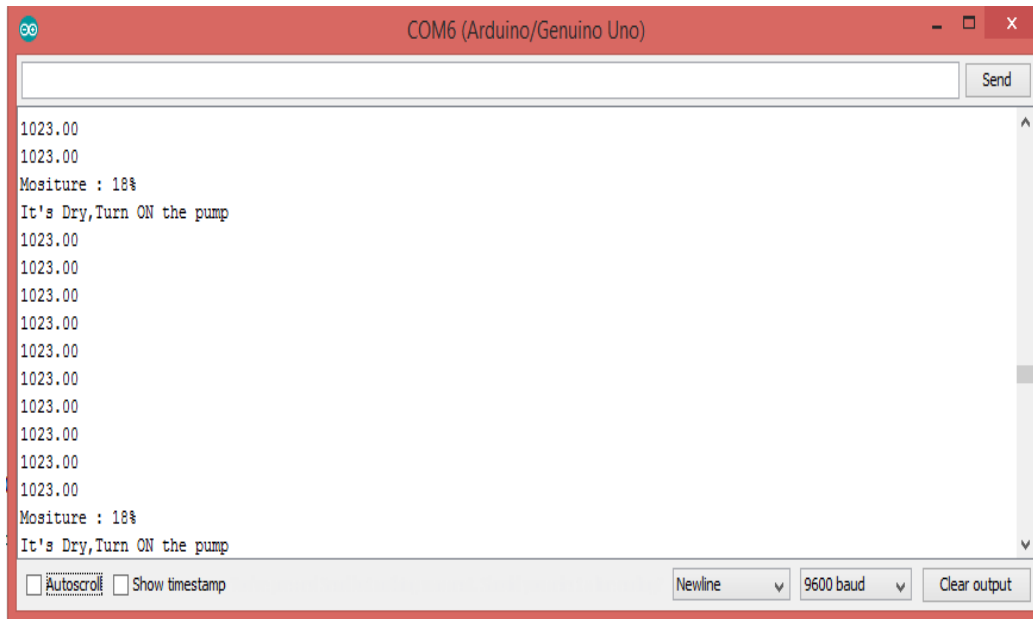 COM6 (Arduino/Genuino Uno)
Send
1023.00
1023.00
Mositure : 18%
It's Dry,Turn ON the pump
1023.00
1023.00
1023.00
1023.00
1023.00
1023.00
1023.00
1023.00
1023.00
1023.00
Mositure : 18%
It's Dry,Turn ON the pump
Autoscroll Show timestamp Newline 9600 baud Clear output